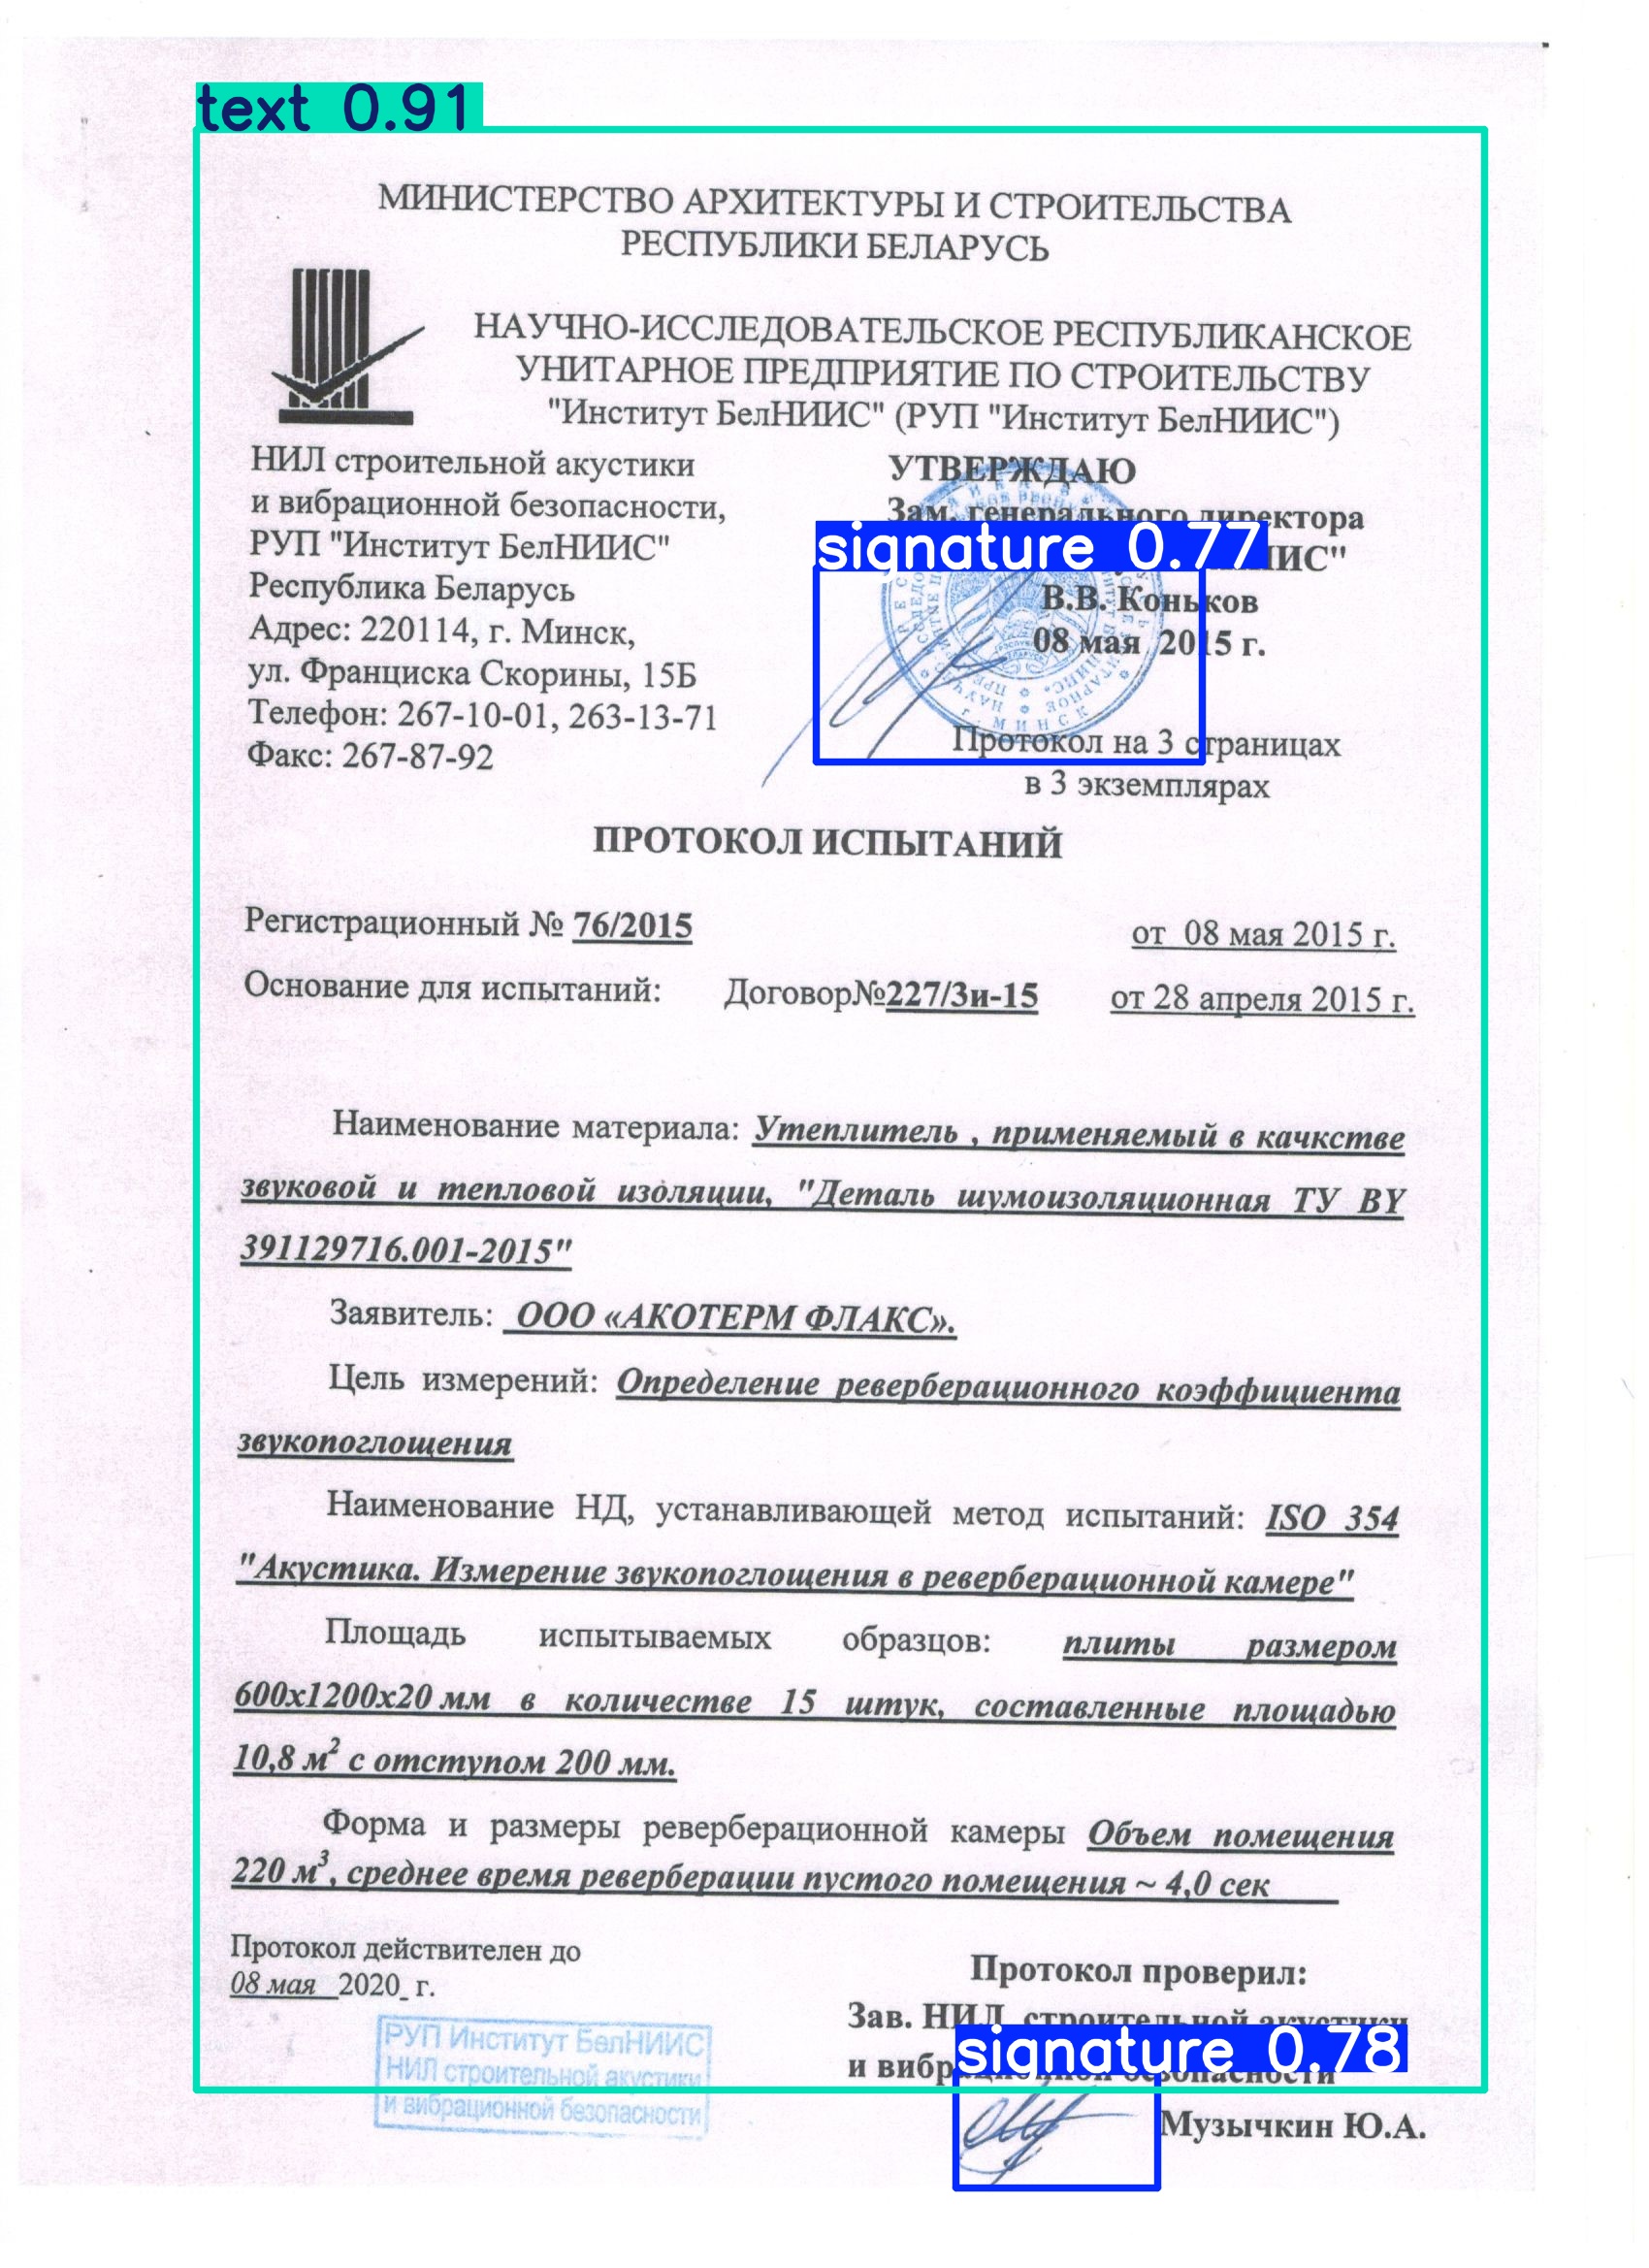 text 0.91
МИНИСТЕРСТВО АРХИТЕКТУРЫ И СТРОИТЕЛЬСТВА
РЕСПУБЛИКИ БЕЛАРУСЬ
НАУЧНО-ИССЛЕДОВАТЕЛЬСКОЕ РЕСПУБЛИКАНСКОЕ
УНИТАРНОЕ ПРЕДПРИЯТИЕ ПО СТРОИТЕЛЬСТВУ
"Институт БелНИИС" (РУП "Институт БелНИИС")
НИЛ строительной акустики
и вибрационной безопасности,
РУП "Институт БелНИИС"
Республика Беларусь
Адрес: 220114, г. Минск,
ул. Франциска Скорины, 15Б
Телефон: 267-10-01, 263-13-71
Факс: 267-87-92
УТВЕРЖДАЮ
Зам. генерального директора
signature 0.77
ИС"
В.В. Коньков
08 мая 2015 г.
г. МИНСК
Протокол на 3 страницах
в 3 экземплярах
ПРОТОКОЛ ИСПЫТАНИЙ
Регистрационный № 76/2015 от 08 мая 2015 г.
Основание для испытаний: Договор№227/3и-15 от 28 апреля 2015 г.
Наименование материала: Утеплитель , применяемый в качкстве
звуковой и тепловой изоляции, "Деталь шумоизоляционная ТУ BY
391129716.001-2015"
Заявитель: ООО «АКОТЕРМ ФЛАКС».
Цель измерений: Определение реверберационного коэффициента
звукопоглощения
Наименование НД, устанавливающей метод испытаний: ISO 354
"Акустика. Измерение звукопоглощения в реверберационной камере"
Площадь испытываемых образцов: плиты размером
600х1200х20 мм в количестве 15 штук, составленные площадью
10,8 м² с отступом 200 мм.
Форма и размеры реверберационной камеры Объем помещения
220 м³, среднее время реверберации пустого помещения ~ 4,0 сек
Протокол действителен до
08 мая 2020 г.
РУП Институт БелНИИС
НИЛ строительной акустики
и вибрационной безопасности
Протокол проверил:
Зав. НИЛ строительной акустики
signature 0.78
и вибрационной безопасности
Музычкин Ю.А.